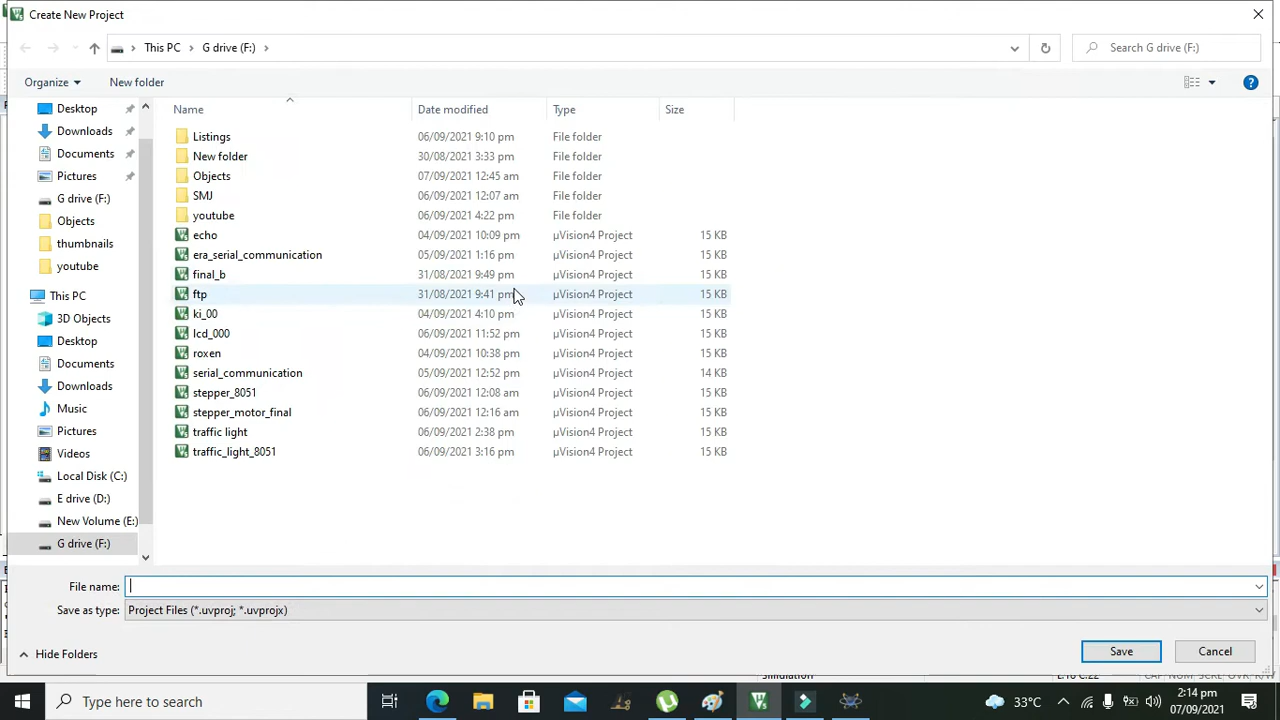 Create New Project
This PC
G drive (F:)
Search G drive (F:)
Organize
New folder
Name
Date modified
Type
Size
Desktop
Downloads
Documents
Pictures
G drive (F:)
Objects
thumbnails
youtube
This PC
3D Objects
Desktop
Documents
Downloads
Music
Pictures
Videos
Local Disk (C:)
E drive (D:)
New Volume (E:)
G drive (F:)
Listings 06/09/2021 9:10 pm File folder
New folder 30/08/2021 3:33 pm File folder
Objects 07/09/2021 12:45 am File folder
SMJ 06/09/2021 12:07 am File folder
youtube 06/09/2021 4:22 pm File folder
echo 04/09/2021 10:09 pm µVision4 Project 15 KB
era_serial_communication 05/09/2021 1:16 pm µVision4 Project 15 KB
final_b 31/08/2021 9:49 pm µVision4 Project 15 KB
ftp 31/08/2021 9:41 pm µVision4 Project 15 KB
ki_00 04/09/2021 4:10 pm µVision4 Project 15 KB
lcd_000 06/09/2021 11:52 pm µVision4 Project 15 KB
roxen 04/09/2021 10:38 pm µVision4 Project 15 KB
serial_communication 05/09/2021 12:52 pm µVision4 Project 14 KB
stepper_8051 06/09/2021 12:08 am µVision4 Project 15 KB
stepper_motor_final 06/09/2021 12:16 am µVision4 Project 15 KB
traffic light 06/09/2021 2:38 pm µVision4 Project 15 KB
traffic_light_8051 06/09/2021 3:16 pm µVision4 Project 15 KB
File name:
Save as type: Project Files (*.uvproj; *.uvprojx)
Hide Folders
Save
Cancel
Simulation
L:16 C:22
CAP NUM SCRL OVR R/W
Type here to search
33°C
2:14 pm
07/09/2021